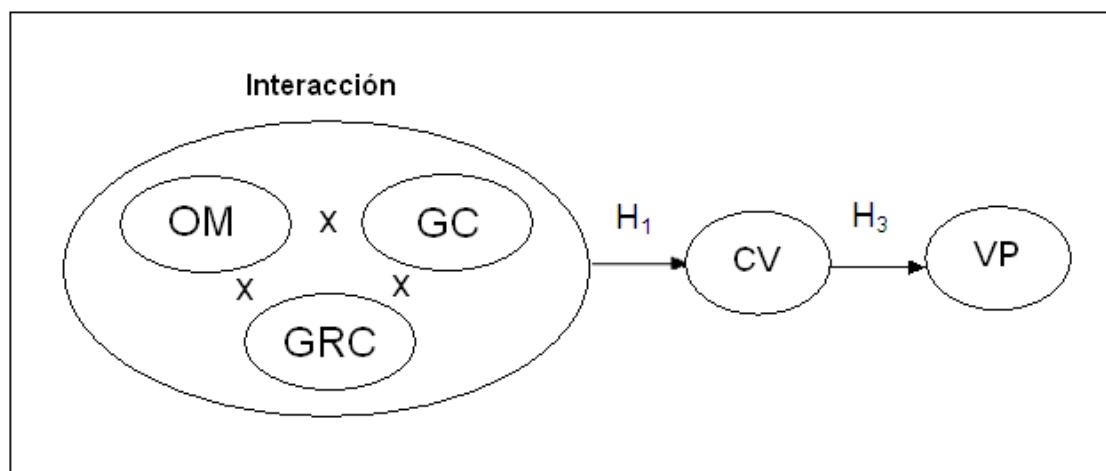 Interacción
OM X GC
X X
GRC
H₁
CV
H₃
VP